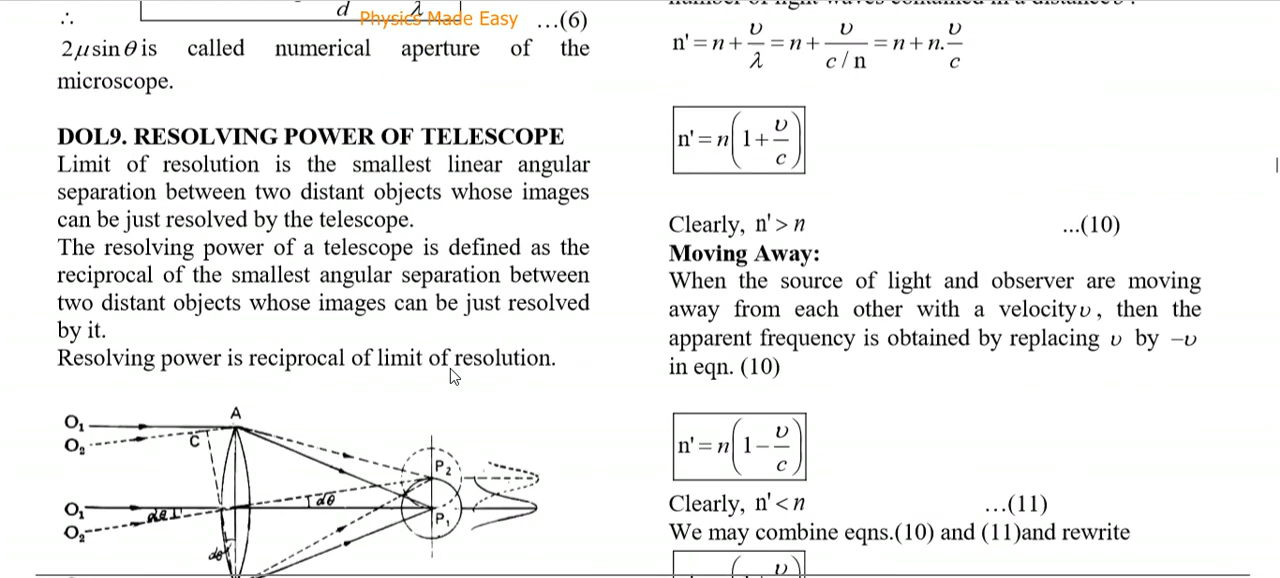 ∴ d λ ...(6)
Physics Made Easy
2μ sin θ is called numerical aperture of the
microscope.
DOL9. RESOLVING POWER OF TELESCOPE
Limit of resolution is the smallest linear angular
separation between two distant objects whose images
can be just resolved by the telescope.
The resolving power of a telescope is defined as the
reciprocal of the smallest angular separation between
two distant objects whose images can be just resolved
by it.
Resolving power is reciprocal of limit of resolution.
O₁ A
O₂ C
P₂
dθ
O₁ dθ
O₂ P₁
dθ
n' = n + υ/λ = n + υ/(c / n) = n + n. υ/c
n' = n(1 + υ/c)
Clearly, n' > n ...(10)
Moving Away:
When the source of light and observer are moving
away from each other with a velocity υ, then the
apparent frequency is obtained by replacing υ by −υ
in eqn. (10)
n' = n(1 − υ/c)
Clearly, n' < n ...(11)
We may combine eqns.(10) and (11)and rewrite
υ